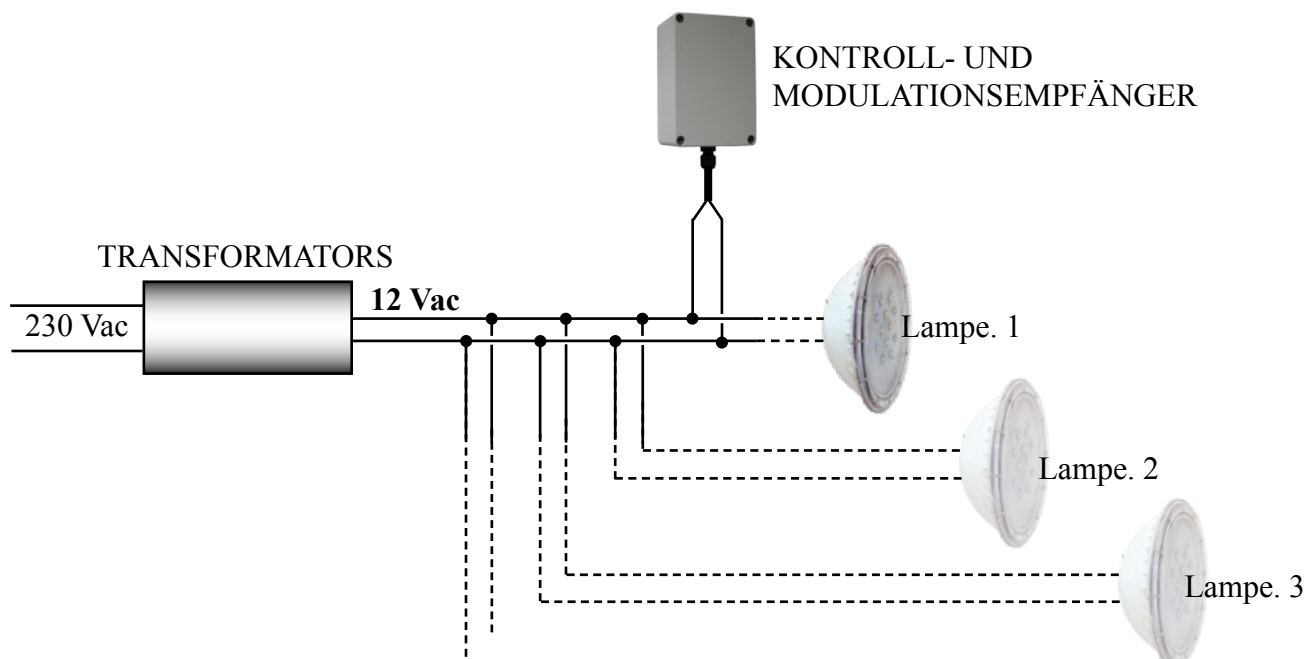 KONTROLL- UND
MODULATIONSEMPFÄNGER
TRANSFORMATORS
12 Vac
230 Vac
Lampe. 1
Lampe. 2
Lampe. 3